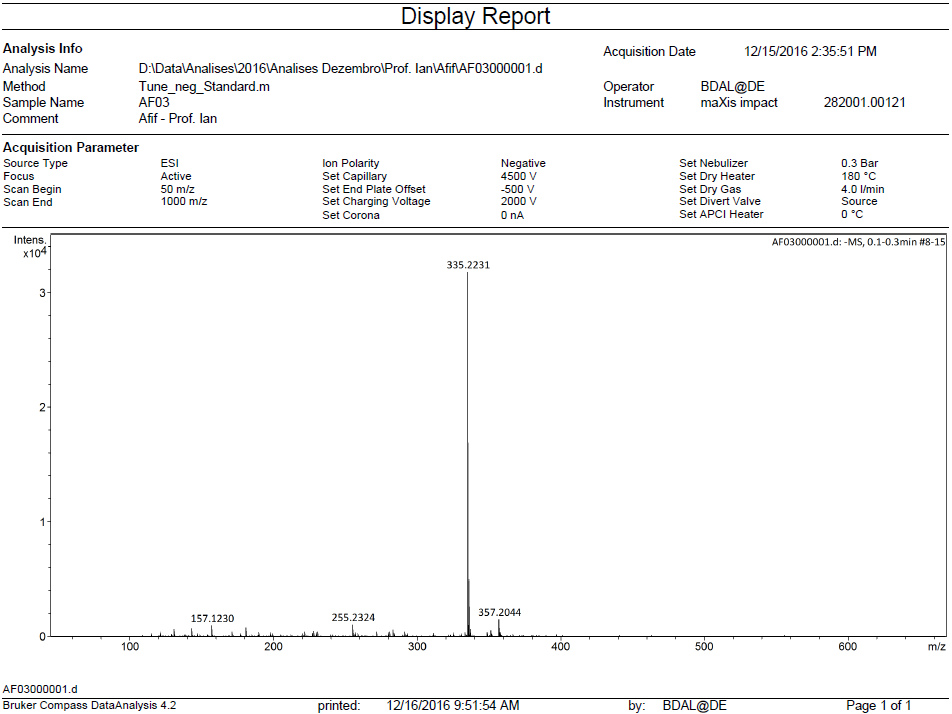 Display Report
Analysis Info
Acquisition Date 12/15/2016 2:35:51 PM
Analysis Name D:\Data\Analises\2016\Analises Dezembro\Prof. Ian\Afif\AF03000001.d
Method Tune_neg_Standard.m Operator BDAL@DE
Sample Name AF03 Instrument maXis impact 282001.00121
Comment Afif - Prof. Ian
Acquisition Parameter
Source Type ESI Ion Polarity Negative Set Nebulizer 0.3 Bar
Focus Active Set Capillary 4500 V Set Dry Heater 180 °C
Scan Begin 50 m/z Set End Plate Offset -500 V Set Dry Gas 4.0 l/min
Scan End 1000 m/z Set Charging Voltage 2000 V Set Divert Valve Source
Set Corona 0 nA Set APCI Heater 0 °C
Intens. AF03000001.d: -MS, 0.1-0.3min #8-15
x10⁴
335.2231
3
2
1
157.1230 255.2324 357.2044
0
100 200 300 400 500 600 m/z
AF03000001.d
Bruker Compass DataAnalysis 4.2 printed: 12/16/2016 9:51:54 AM by: BDAL@DE Page 1 of 1